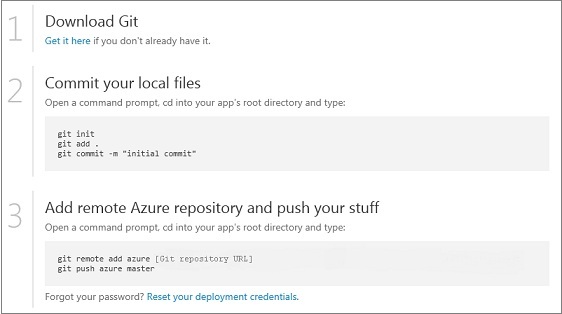 1
Download Git
Get it here if you don't already have it.
2
Commit your local files
Open a command prompt, cd into your app's root directory and type:
git init
git add .
git commit -m "initial commit"
3
Add remote Azure repository and push your stuff
Open a command prompt, cd into your app's root directory and type:
git remote add azure [Git repository URL]
git push azure master
Forgot your password? Reset your deployment credentials.